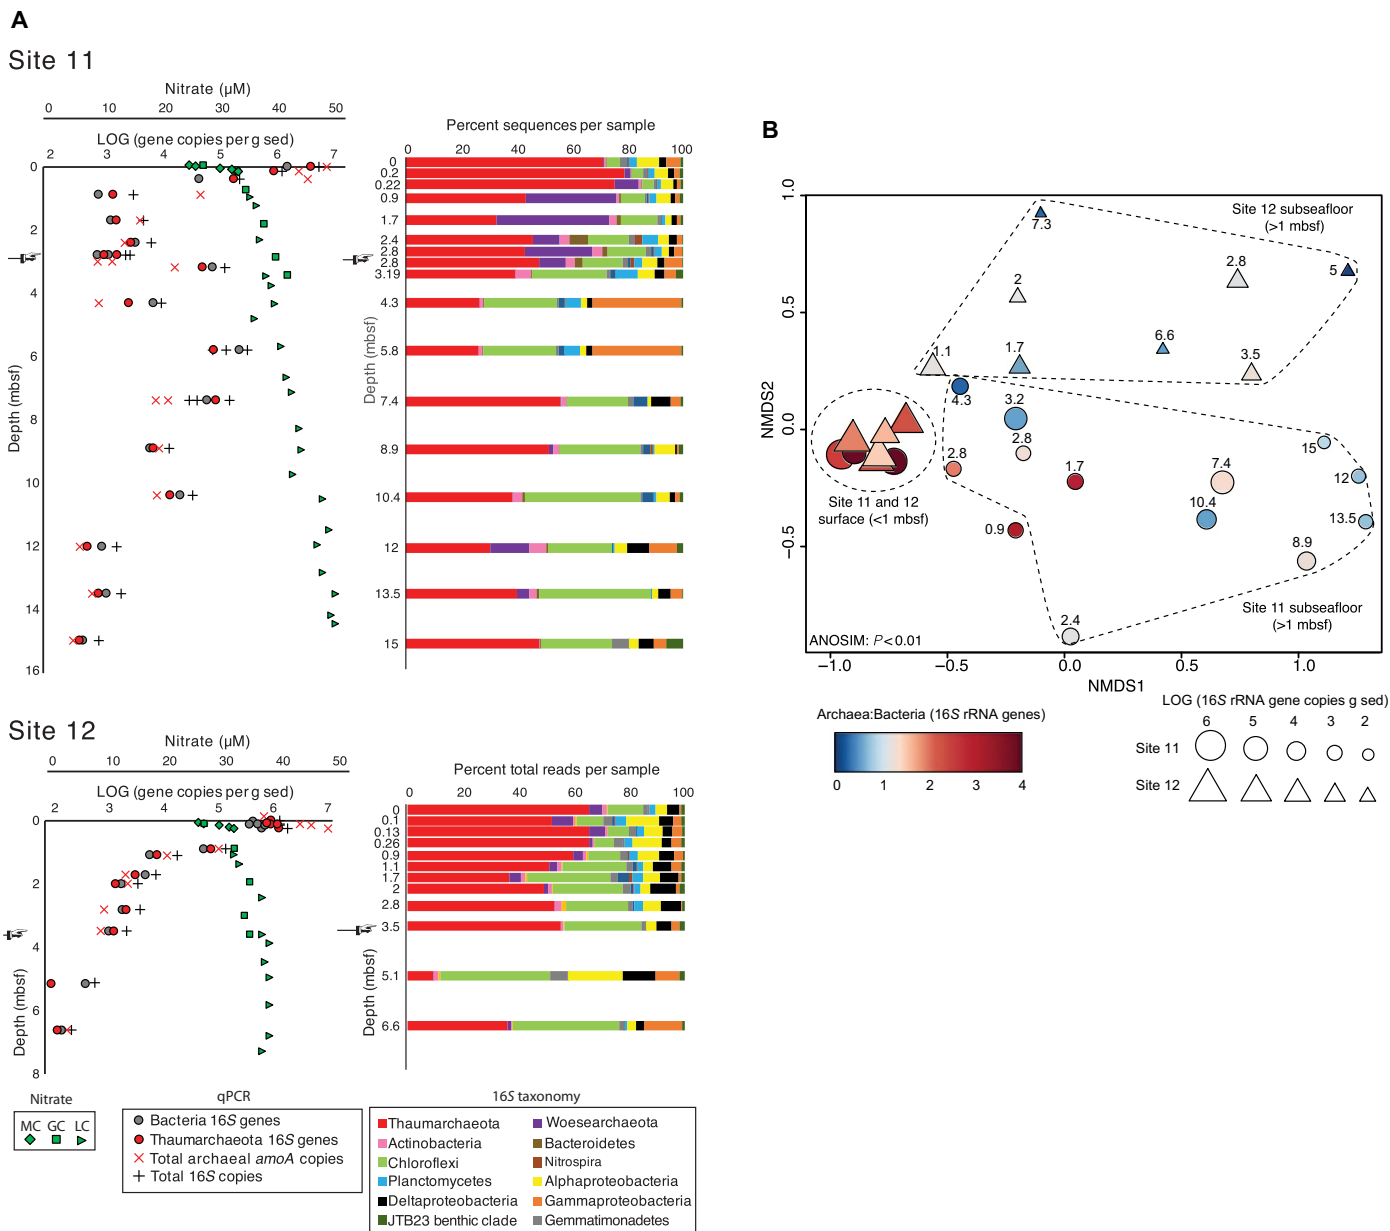 A
Site 11
Nitrate (µM)
0 10 20 30 40 50
LOG (gene copies per g sed)
2 3 4 5 6 7
0
2
4
6
8
10
12
14
16
Depth (mbsf)
Percent sequences per sample
0 20 40 60 80 100
0
0.2
0.22
0.9
1.7
2.4
2.8
2.8
3.19
4.3
5.8
7.4
8.9
10.4
12
13.5
15
Depth (mbsf)
Site 12
Nitrate (µM)
0 10 20 30 40 50
LOG (gene copies per g sed)
2 3 4 5 6 7
0
2
4
6
8
Depth (mbsf)
Percent total reads per sample
0 20 40 60 80 100
0
0.1
0.13
0.26
0.9
1.1
1.7
2
2.8
3.5
5.1
6.6
Depth (mbsf)
Nitrate
MC GC LC
qPCR
Bacteria 16S genes
Thaumarchaeota 16S genes
Total archaeal amoA copies
Total 16S copies
16S taxonomy
Thaumarchaeota Woesearchaeota
Actinobacteria Bacteroidetes
Chloroflexi Nitrospira
Planctomycetes Alphaproteobacteria
Deltaproteobacteria Gammaproteobacteria
JTB23 benthic clade Gemmatimonadetes
B
1.0
0.5
0.0
−0.5
NMDS2
7.3
Site 12 subseafloor
(>1 mbsf)
2.8
5
2
6.6
1.7
1.1
3.5
4.3
3.2
2.8
2.8
15
1.7
7.4
12
10.4
13.5
0.9
8.9
2.4
Site 11 and 12
surface (<1 mbsf)
Site 11 subseafloor
(>1 mbsf)
ANOSIM: P<0.01
−1.0 −0.5 0.0 0.5 1.0
NMDS1
Archaea:Bacteria (16S rRNA genes)
0 1 2 3 4
LOG (16S rRNA gene copies g sed)
6 5 4 3 2
Site 11
Site 12